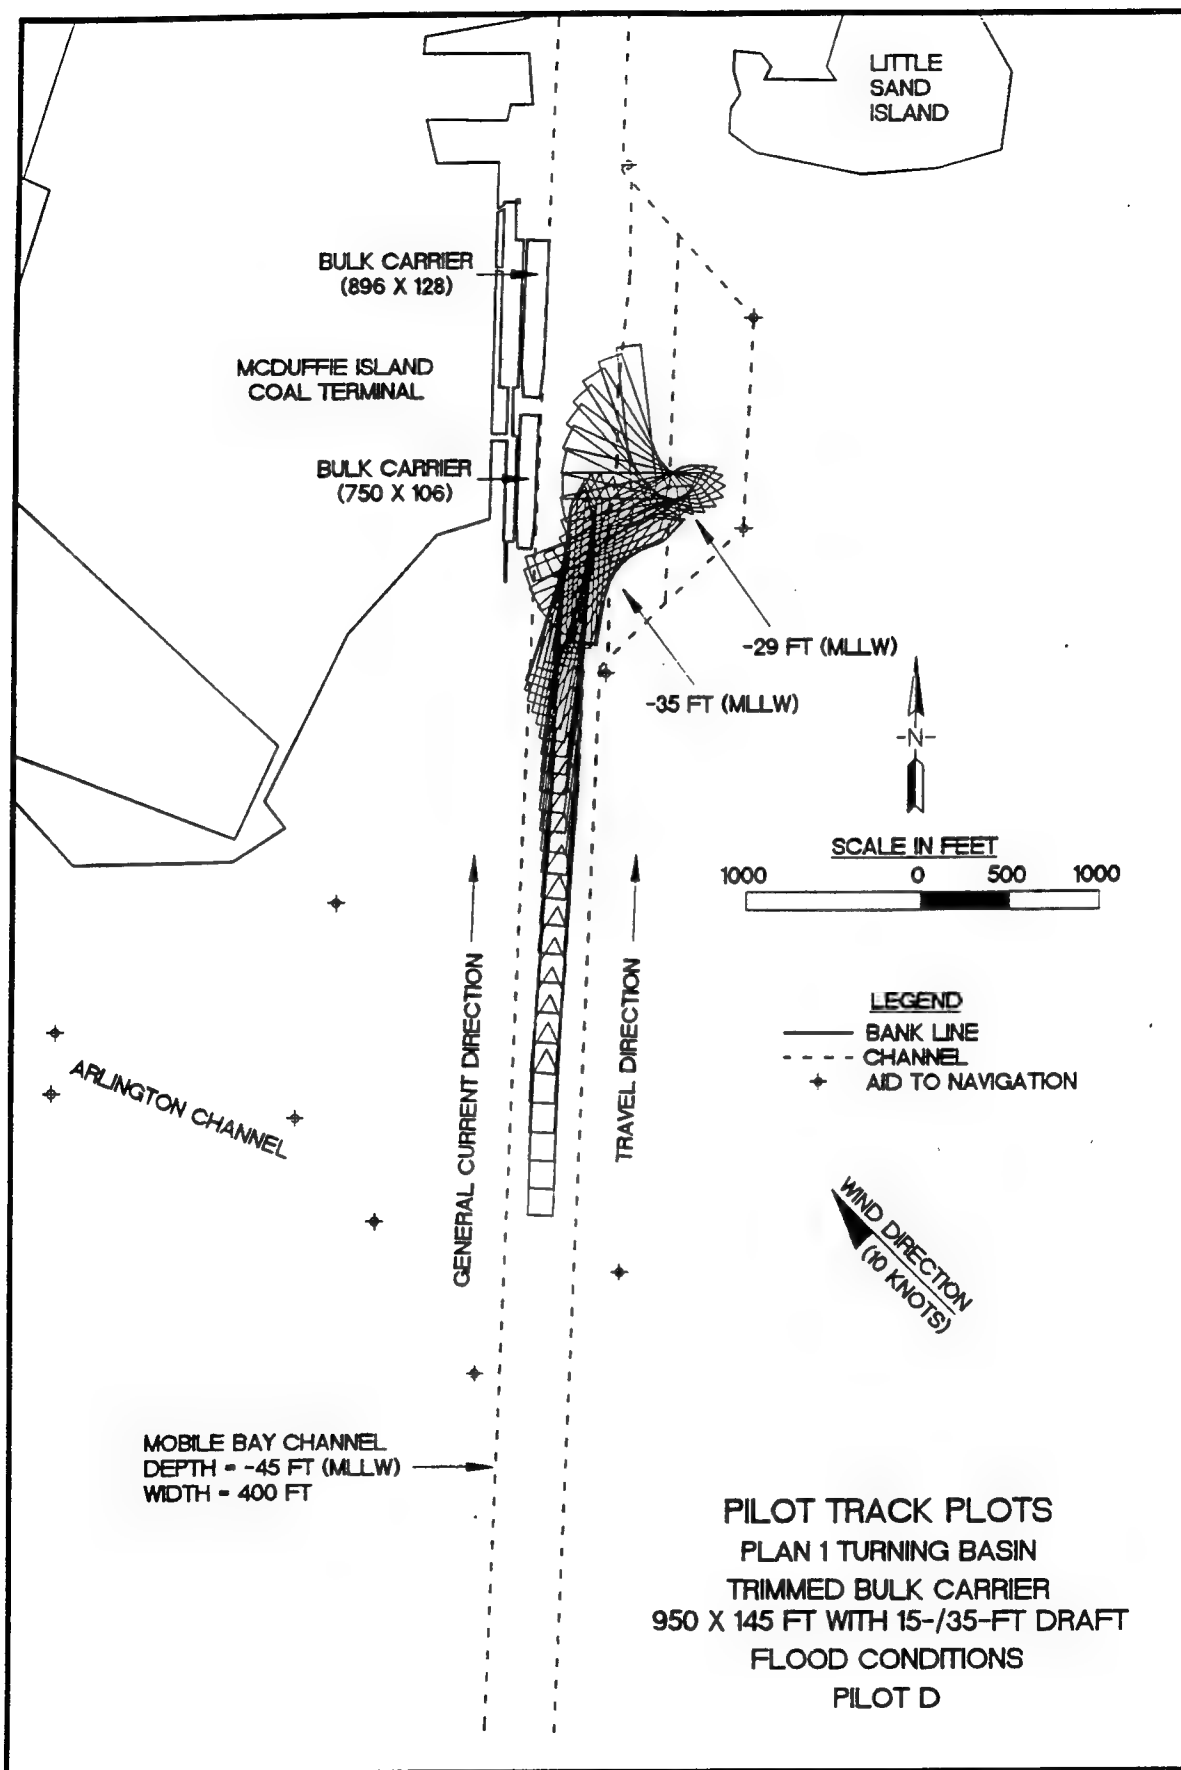 LITTLE
SAND
ISLAND
BULK CARRIER
(896 X 128)
MCDUFFIE ISLAND
COAL TERMINAL
BULK CARRIER
(750 X 106)
-29 FT (MLLW)
-35 FT (MLLW)
-N-
SCALE IN FEET
1000 0 500 1000
GENERAL CURRENT DIRECTION
TRAVEL DIRECTION
LEGEND
BANK LINE
CHANNEL
AID TO NAVIGATION
ARLINGTON CHANNEL
WIND DIRECTION
(10 KNOTS)
MOBILE BAY CHANNEL
DEPTH = -45 FT (MLLW)
WIDTH = 400 FT
PILOT TRACK PLOTS
PLAN 1 TURNING BASIN
TRIMMED BULK CARRIER
950 X 145 FT WITH 15-/35-FT DRAFT
FLOOD CONDITIONS
PILOT D